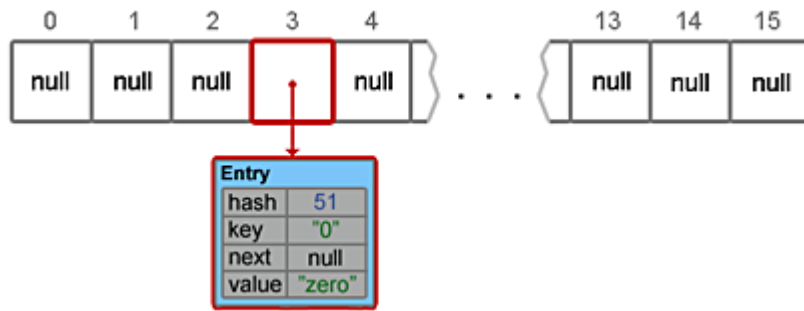 0 1 2 3 4 13 14 15
null null null null . . . null null null
Entry
hash 51
key "0"
next null
value "zero"